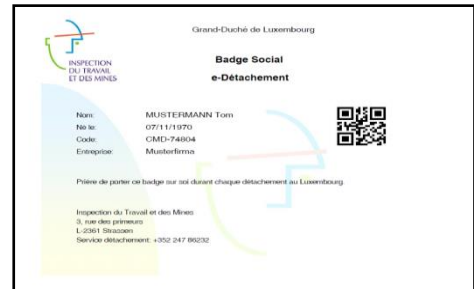 Grand-Duché de Luxembourg
INSPECTION
DU TRAVAIL
ET DES MINES
Badge Social
e-Détachement
Nom: MUSTERMANN Tom
Né le: 07/11/1970
Code: CMD-74804
Entreprise: Musterfirma
Prière de porter ce badge sur soi durant chaque détachement au Luxembourg.
Inspection du Travail et des Mines
3, rue des primeurs
L-2361 Strassen
Service détachement: +352 247 86232